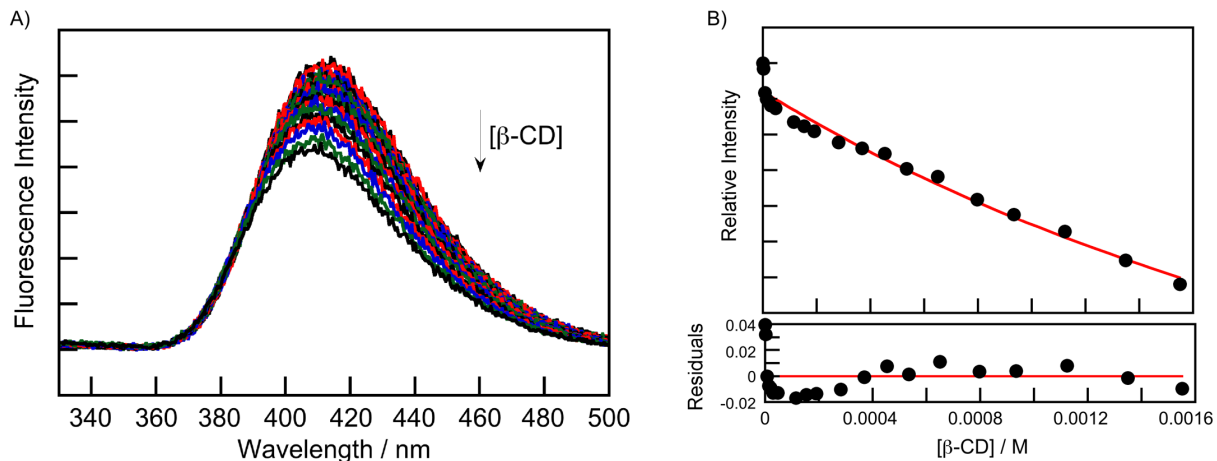 A)
Fluorescence Intensity
[β-CD]
340 360 380 400 420 440 460 480 500
Wavelength / nm
B)
Relative Intensity
Residuals
0.04
0.02
0
-0.02
0 0.0004 0.0008 0.0012 0.0016
[β-CD] / M